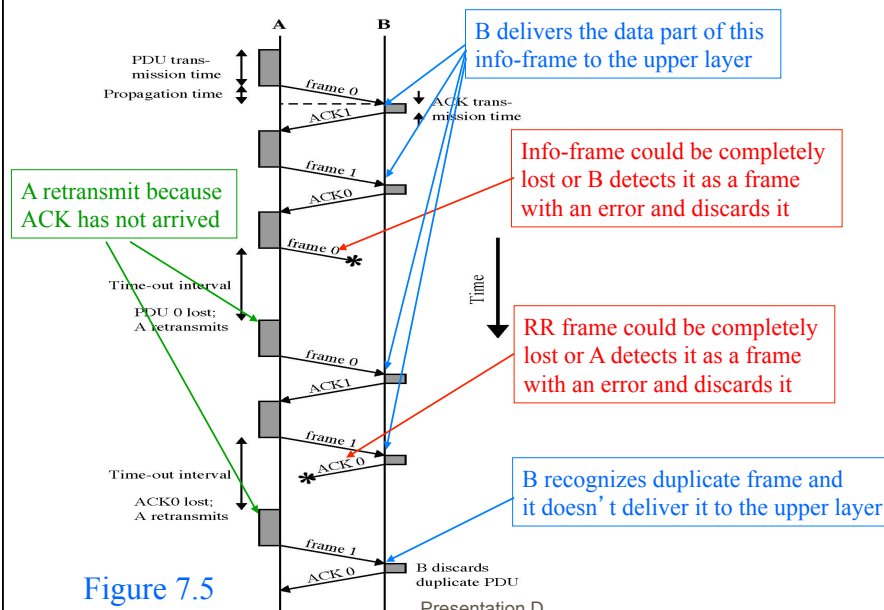 A
B
B delivers the data part of this
info-frame to the upper layer
PDU trans-
mission time
Propagation time
frame 0
ACK trans-
mission time
ACK1
frame 1
Info-frame could be completely
lost or B detects it as a frame
with an error and discards it
A retransmit because
ACK has not arrived
ACK0
frame 0
Time-out interval
PDU 0 lost;
A retransmits
Time
RR frame could be completely
lost or A detects it as a frame
with an error and discards it
frame 0
ACK1
frame 1
ACK 0
Time-out interval
ACK0 lost;
A retransmits
B recognizes duplicate frame and
it doesn’t deliver it to the upper layer
frame 1
ACK 0
B discards
duplicate PDU
Figure 7.5
Presentation D